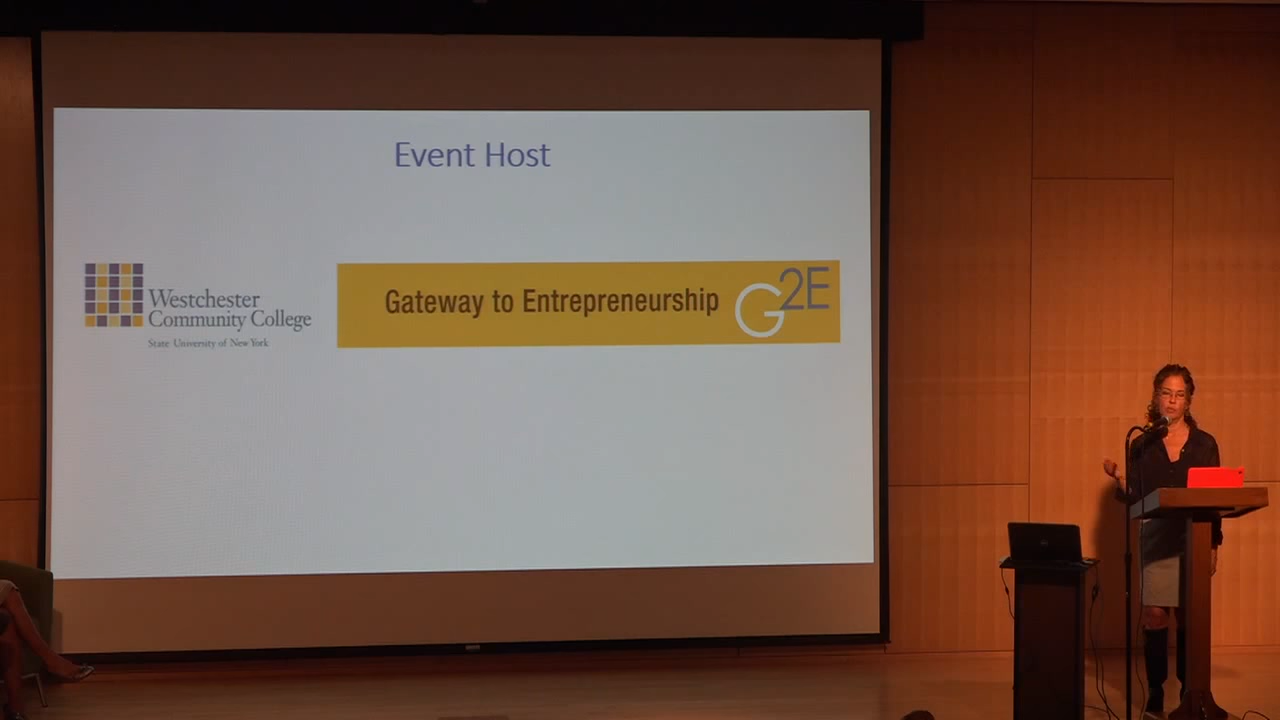 Event Host
Westchester
Community College
State University of New York
Gateway to Entrepreneurship
G2E